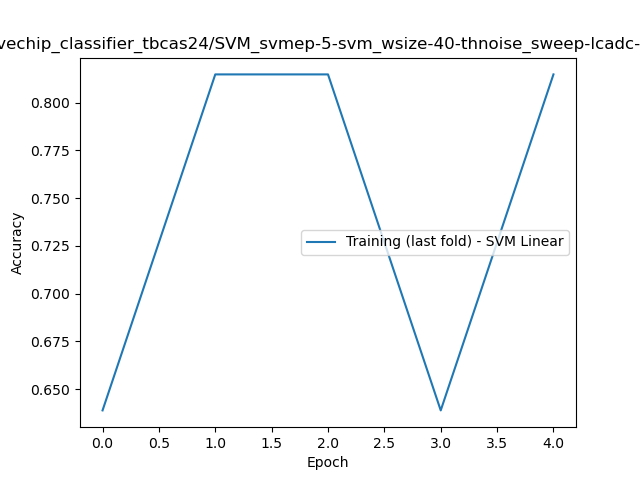 vechip_classifier_tbcas24/SVM_svmep-5-svm_wsize-40-thnoise_sweep-lcadc-
0.800
0.775
0.750
0.725
0.700
0.675
0.650
Accuracy
Training (last fold) - SVM Linear
0.0 0.5 1.0 1.5 2.0 2.5 3.0 3.5 4.0
Epoch